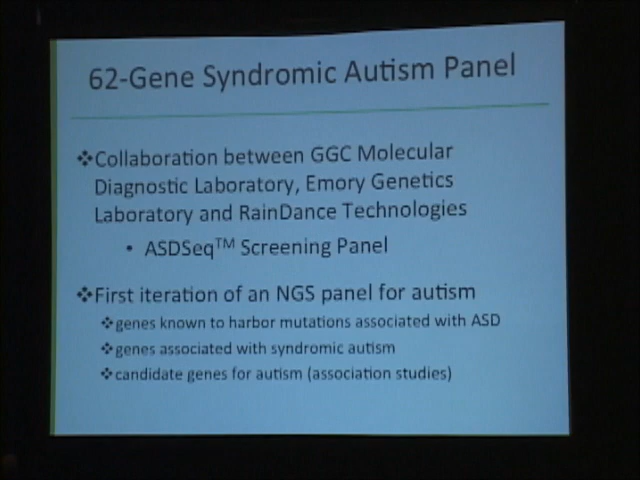 62-Gene Syndromic Autism Panel
❖Collaboration between GGC Molecular
Diagnostic Laboratory, Emory Genetics
Laboratory and RainDance Technologies
• ASDSeq™ Screening Panel
❖First iteration of an NGS panel for autism
❖genes known to harbor mutations associated with ASD
❖genes associated with syndromic autism
❖candidate genes for autism (association studies)